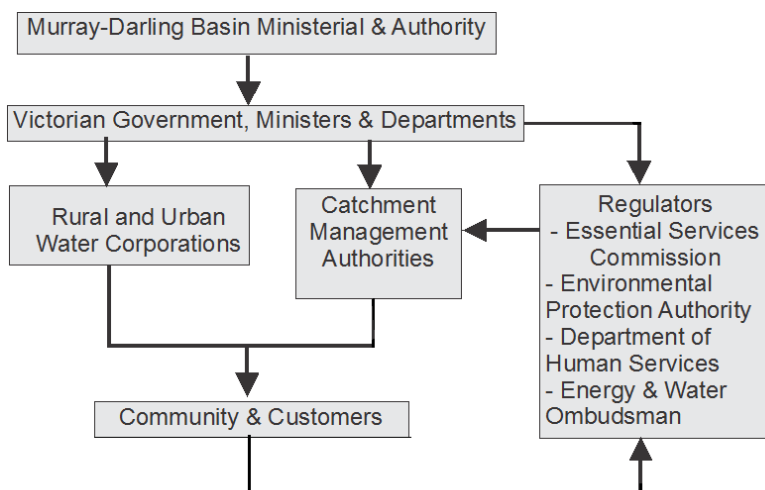 Murray-Darling Basin Ministerial & Authority
Victorian Government, Ministers & Departments
Rural and Urban
Water Corporations
Catchment
Management
Authorities
Regulators
- Essential Services
Commission
- Environmental
Protection Authority
- Department of
Human Services
- Energy & Water
Ombudsman
Community & Customers